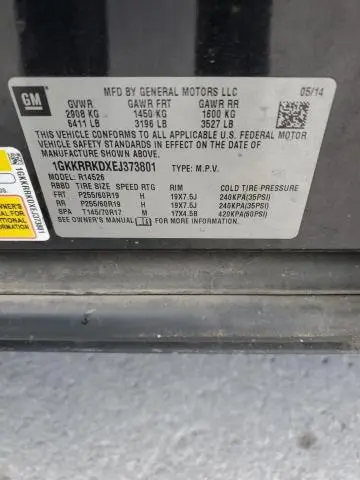 GM
MFD BY GENERAL MOTORS LLC 05/14
GVWR GAWR FRT GAWR RR
2908 KG 1450 KG 1600 KG
6411 LB 3196 LB 3527 LB
THIS VEHICLE CONFORMS TO ALL APPLICABLE U.S. FEDERAL MOTOR
VEHICLE SAFETY STANDARDS IN EFFECT ON THE DATE OF
MANUFACTURE SHOWN ABOVE.
1GKKRRKDXEJ373801 TYPE: M.P.V.
MODEL: R14526
RBBD TIRE SIZE SPEED RTG RIM COLD TIRE PRESSURE
FRT P255/60R19 H 19X7.5J 240KPA(35PSI)
RR P255/60R19 H 19X7.5J 240KPA(35PSI)
SPA T145/70R17 M 17X4.5B 420KPA(60PSI)
SEE OWNER'S MANUAL FOR MORE INFORMATION.
1GKKRRKDXEJ373801